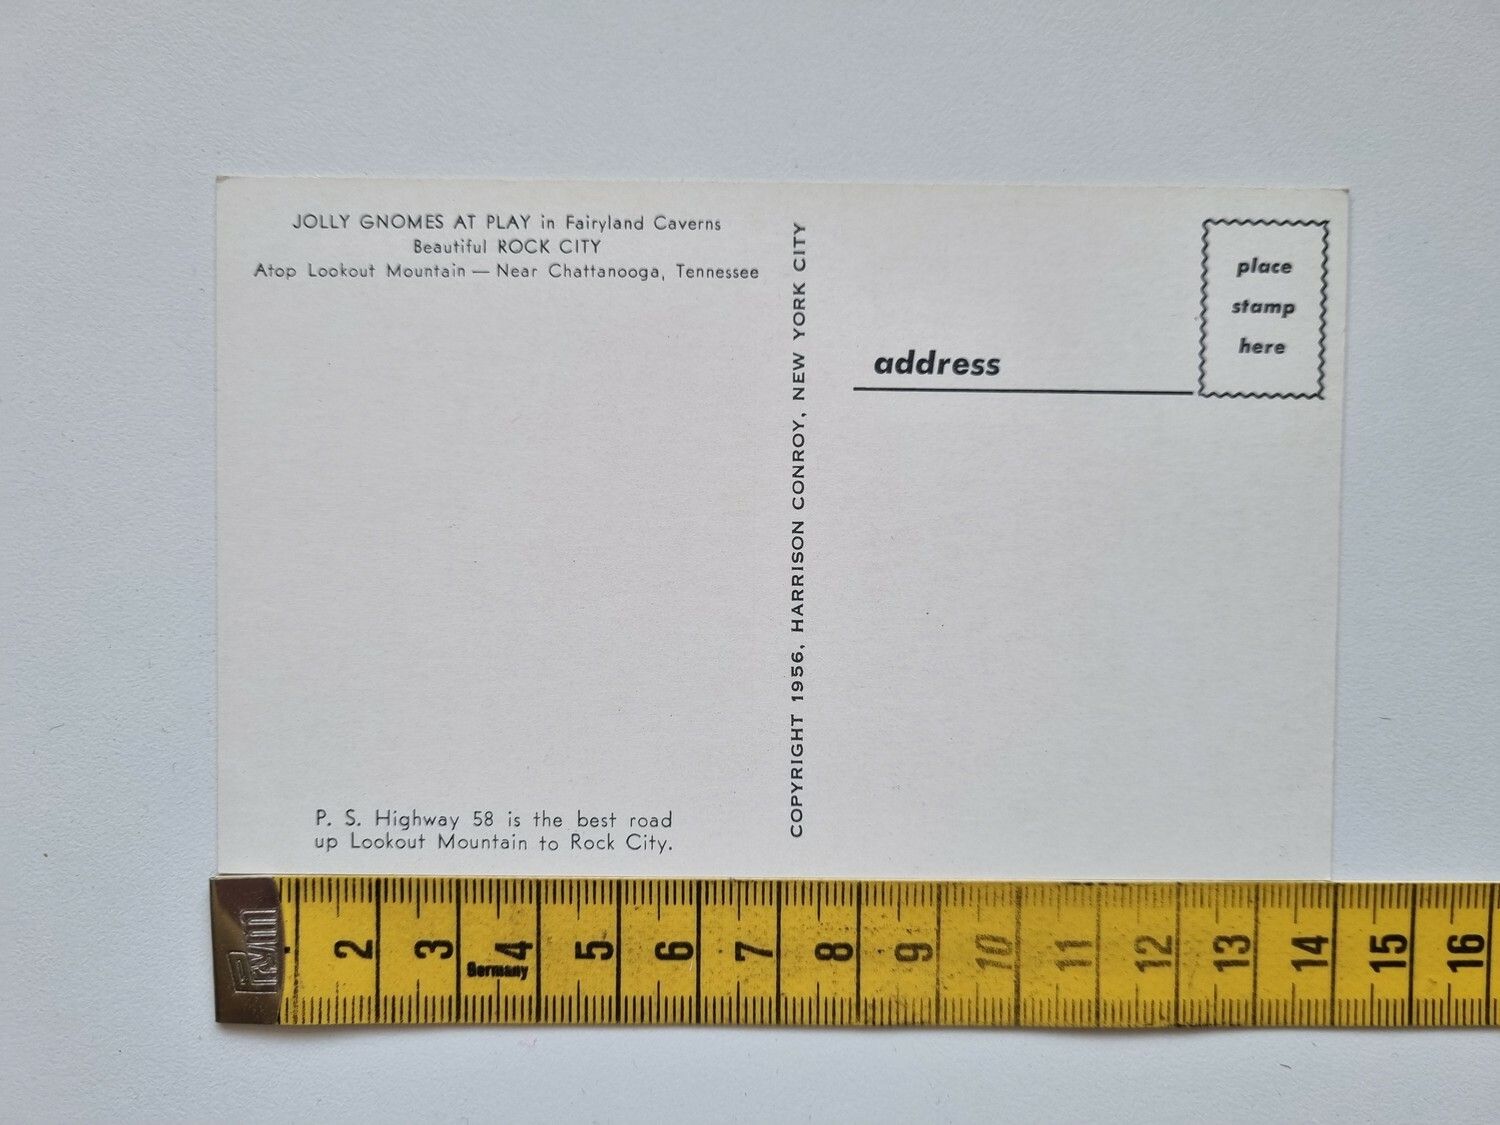 JOLLY GNOMES AT PLAY in Fairyland Caverns
Beautiful ROCK CITY
Atop Lookout Mountain — Near Chattanooga, Tennessee
COPYRIGHT 1956, HARRISON CONROY, NEW YORK CITY
place
stamp
here
address
P. S. Highway 58 is the best road
up Lookout Mountain to Rock City.
Prym
2 3 4 5 6 7 8 9 10 11 12 13 14 15 16
Germany